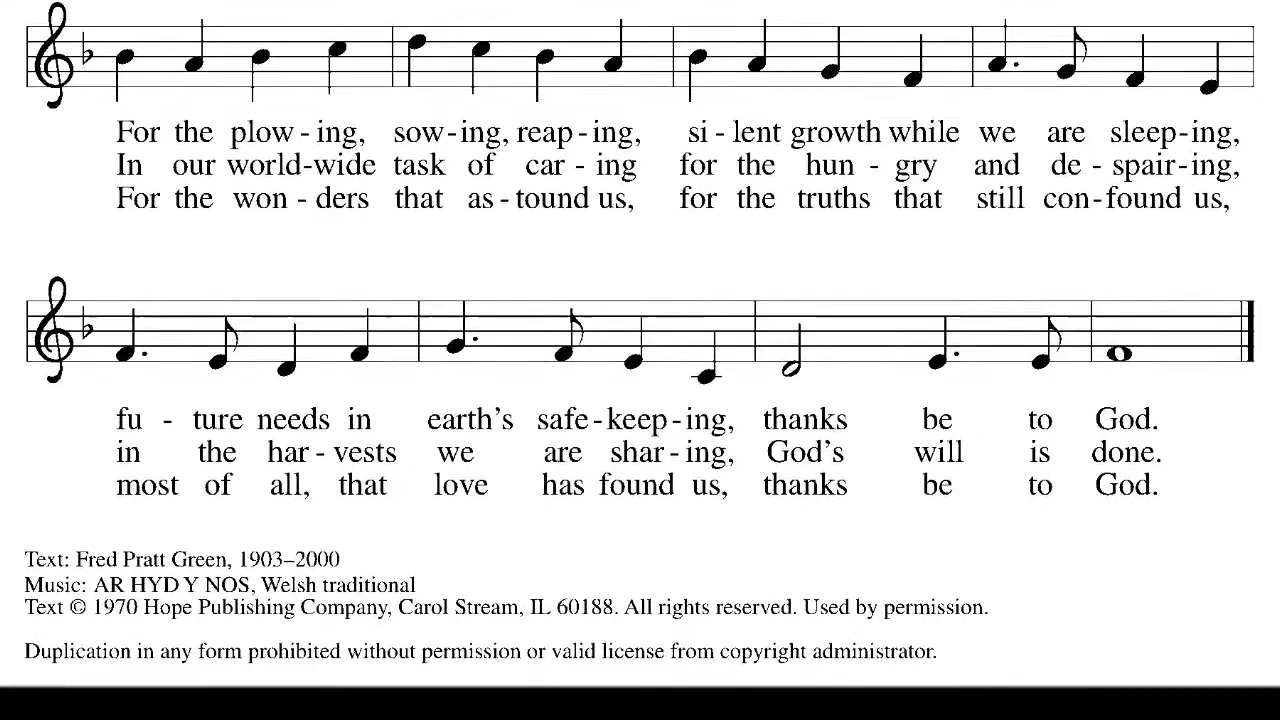 For the plow - ing, sow - ing, reap - ing, si - lent growth while we are sleep - ing,
In our world - wide task of car - ing for the hun - gry and de - spair - ing,
For the won - ders that as - tound us, for the truths that still con - found us,
fu - ture needs in earth's safe - keep - ing, thanks be to God.
in the har - vests we are shar - ing, God's will is done.
most of all, that love has found us, thanks be to God.
Text: Fred Pratt Green, 1903–2000
Music: AR HYD Y NOS, Welsh traditional
Text © 1970 Hope Publishing Company, Carol Stream, IL 60188. All rights reserved. Used by permission.
Duplication in any form prohibited without permission or valid license from copyright administrator.